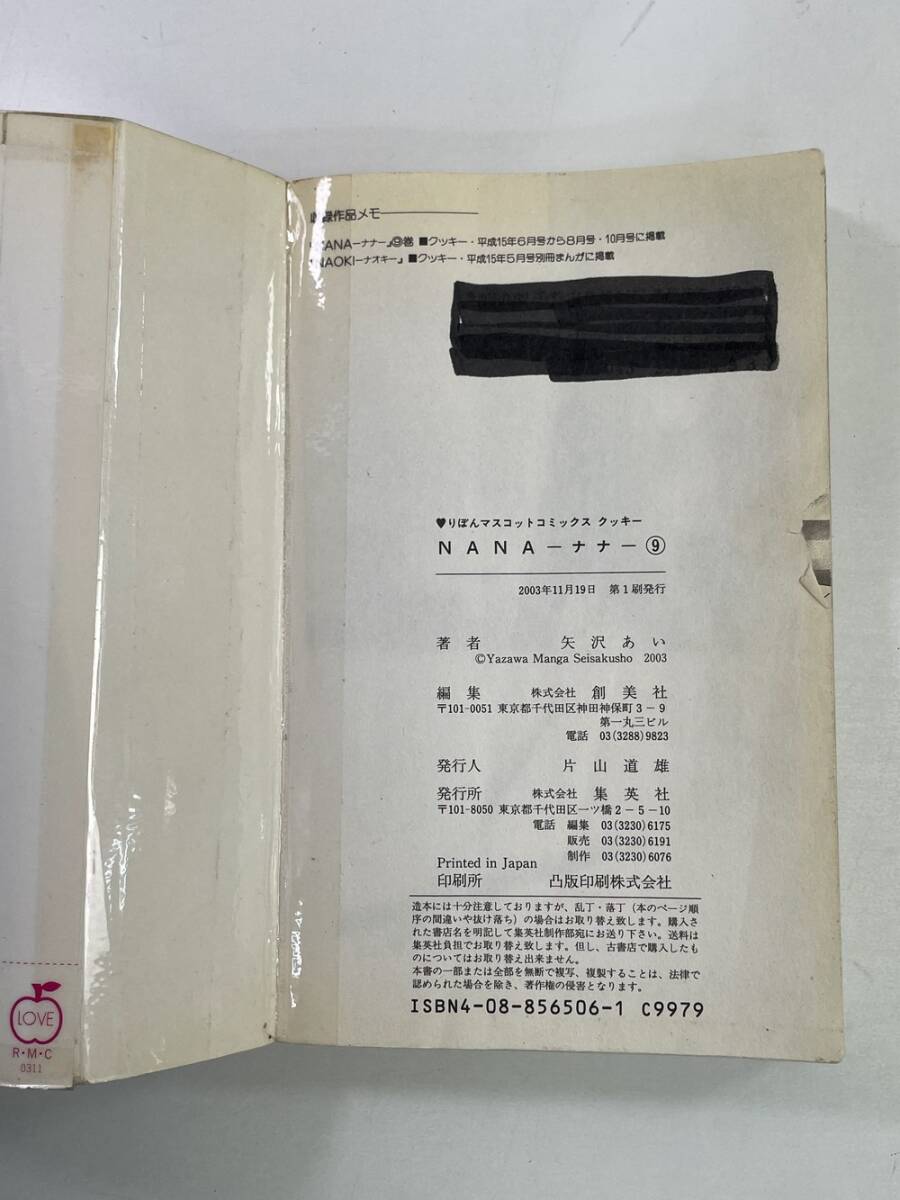 収録作品メモ
『NANAーナナー』⑨巻 ■クッキー・平成15年6月号から8月号・10月号に掲載
『NAOKIーナオキー』■クッキー・平成15年5月号別冊まんがに掲載
♥りぼんマスコットコミックス クッキー
NANA ― ナナ ― ⑨
2003年11月19日 第1刷発行
著者 矢沢あい
©Yazawa Manga Seisakusho 2003
編集 株式会社 創美社
〒101-0051 東京都千代田区神田神保町3－9
第一丸三ビル
電話 03(3288)9823
発行人 片山道雄
発行所 株式会社 集英社
〒101-8050 東京都千代田区一ツ橋2－5－10
電話 編集 03(3230)6175
販売 03(3230)6191
制作 03(3230)6076
Printed in Japan
印刷所 凸版印刷株式会社
造本には十分注意しておりますが、乱丁・落丁（本のページ順
序の間違いや抜け落ち）の場合はお取り替え致します。購入さ
れた書店名を明記して集英社制作部宛にお送り下さい。送料は
集英社負担でお取り替え致します。但し、古書店で購入したも
のについてはお取り替え出来ません。
本書の一部または全部を無断で複写、複製することは、法律で
認められた場合を除き、著作権の侵害となります。
ISBN4-08-856506-1 C9979
LOVE
R・M・C
0311